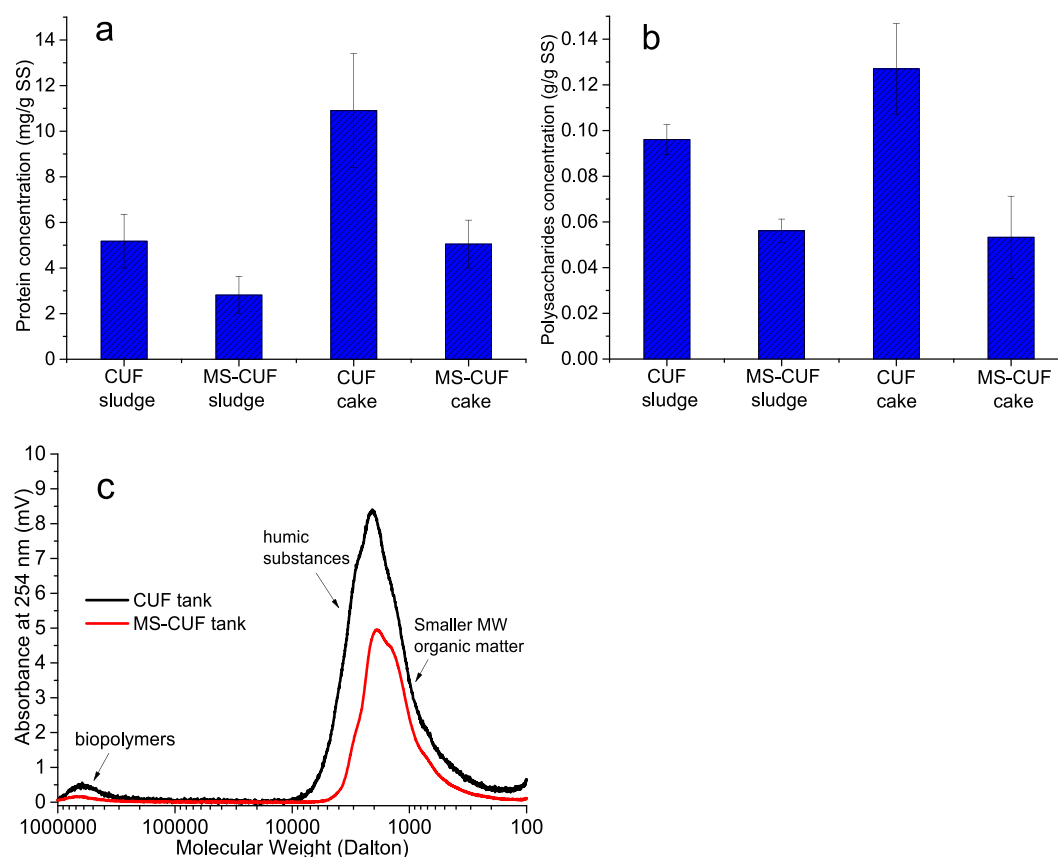 a
Protein concentration (mg/g SS)
14
12
10
8
6
4
2
0
CUF
sludge
MS-CUF
sludge
CUF
cake
MS-CUF
cake
b
Polysaccharides concentration (g/g SS)
0.14
0.12
0.10
0.08
0.06
0.04
0.02
0.00
CUF
sludge
MS-CUF
sludge
CUF
cake
MS-CUF
cake
c
Absorbance at 254 nm (mV)
10
9
8
7
6
5
4
3
2
1
0
humic
substances
CUF tank
MS-CUF tank
Smaller MW
organic matter
biopolymers
1000000
100000
10000
1000
100
Molecular Weight (Dalton)